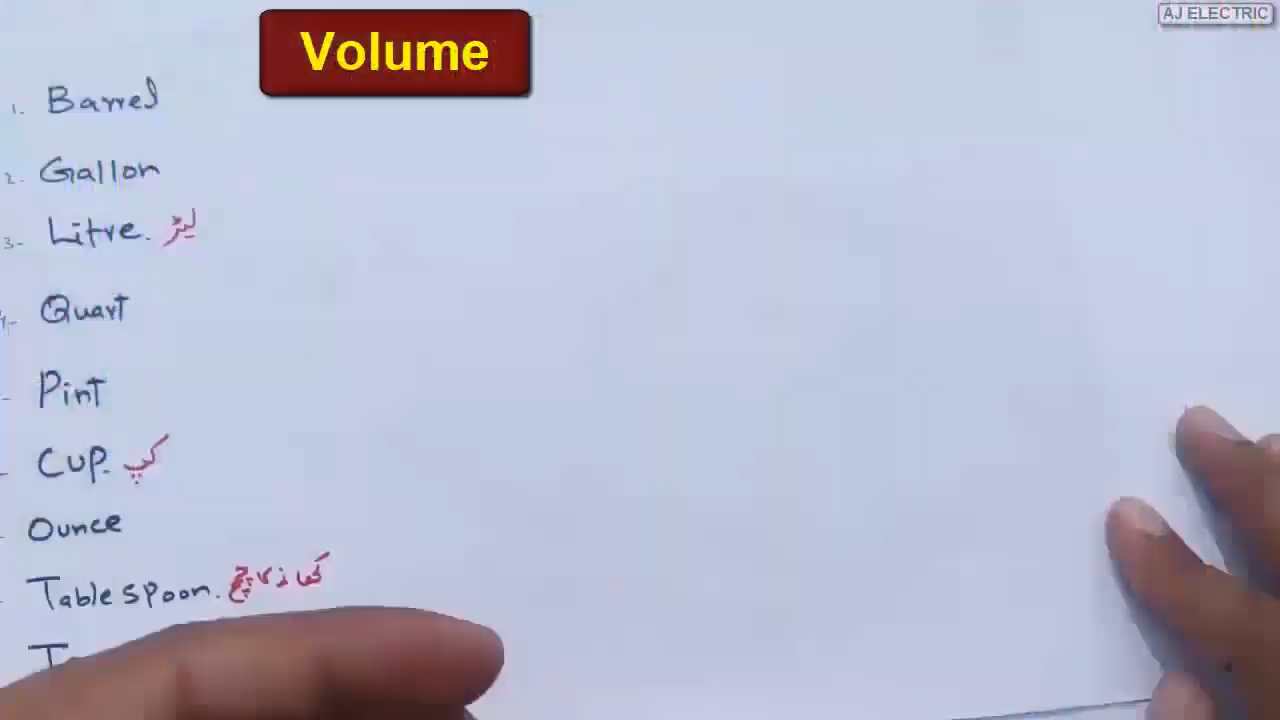 AJ ELECTRIC
Volume
1. Barrel
2. Gallon
3- Litre. لیٹر
4- Quart
- Pint
- Cup. کپ
- Ounce
- Tablespoon. کھانے کا چمچ